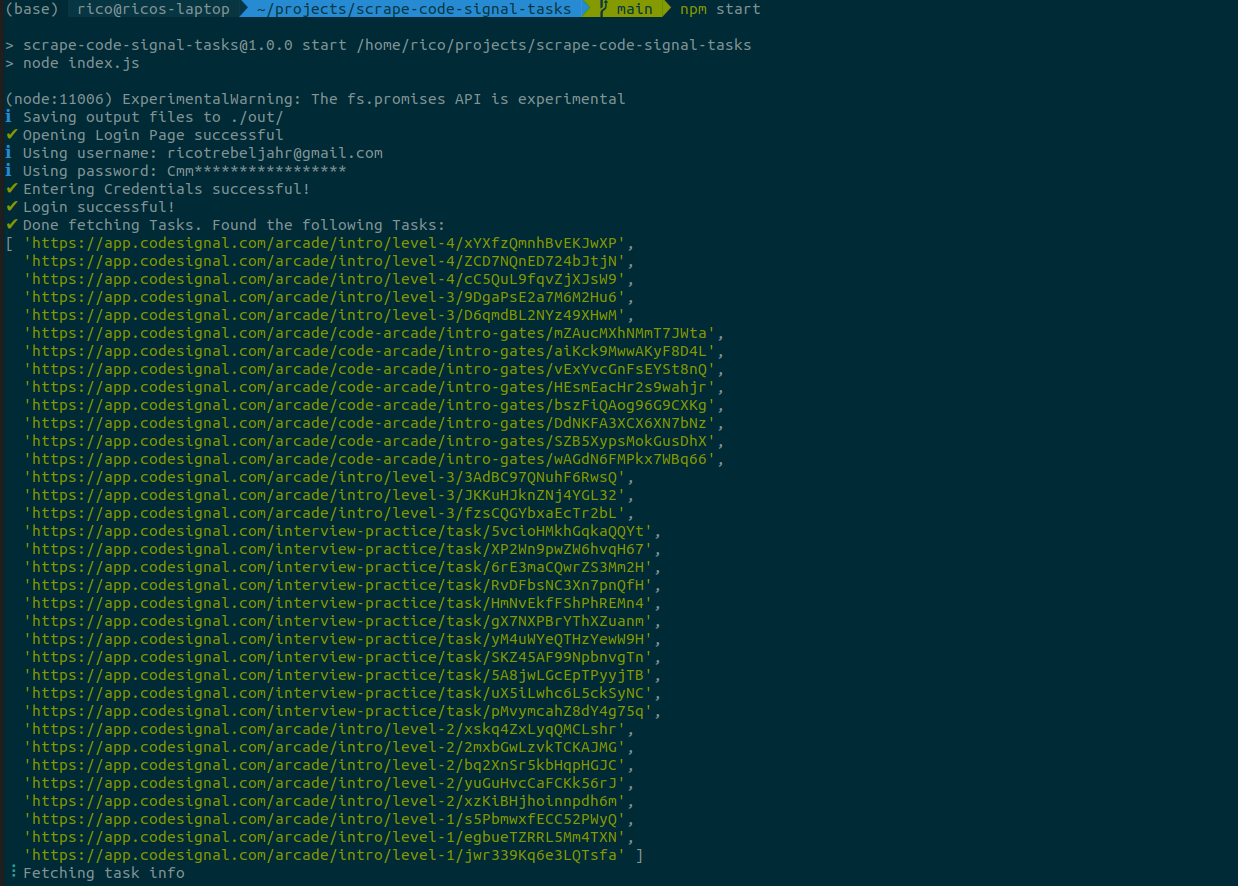 (base) rico@ricos-laptop ~/projects/scrape-code-signal-tasks main npm start
> scrape-code-signal-tasks@1.0.0 start /home/rico/projects/scrape-code-signal-tasks
> node index.js
(node:11006) ExperimentalWarning: The fs.promises API is experimental
ℹ Saving output files to ./out/
✔ Opening Login Page successful
ℹ Using username: ricotrebeljahr@gmail.com
ℹ Using password: Cmm*****************
✔ Entering Credentials successful!
✔ Login successful!
✔ Done fetching Tasks. Found the following Tasks:
[ 'https://app.codesignal.com/arcade/intro/level-4/xYXfzQmnhBvEKJwXP',
'https://app.codesignal.com/arcade/intro/level-4/ZCD7NQnED724bJtjN',
'https://app.codesignal.com/arcade/intro/level-4/cC5QuL9fqvZjXJsW9',
'https://app.codesignal.com/arcade/intro/level-3/9DgaPsE2a7M6M2Hu6',
'https://app.codesignal.com/arcade/intro/level-3/D6qmdBL2NYz49XHwM',
'https://app.codesignal.com/arcade/code-arcade/intro-gates/mZAucMXhNMmT7JWta',
'https://app.codesignal.com/arcade/code-arcade/intro-gates/aiKck9MwwAKyF8D4L',
'https://app.codesignal.com/arcade/code-arcade/intro-gates/vExYvcGnFsEYSt8nQ',
'https://app.codesignal.com/arcade/code-arcade/intro-gates/HEsmEacHr2s9wahjr',
'https://app.codesignal.com/arcade/code-arcade/intro-gates/bszFiQAog96G9CXKg',
'https://app.codesignal.com/arcade/code-arcade/intro-gates/DdNKFA3XCX6XN7bNz',
'https://app.codesignal.com/arcade/code-arcade/intro-gates/SZB5XypsMokGusDhX',
'https://app.codesignal.com/arcade/code-arcade/intro-gates/wAGdN6FMPkx7WBq66',
'https://app.codesignal.com/arcade/intro/level-3/3AdBC97QNuhF6RwsQ',
'https://app.codesignal.com/arcade/intro/level-3/JKKuHJknZNj4YGL32',
'https://app.codesignal.com/arcade/intro/level-3/fzsCQGYbxaEcTr2bL',
'https://app.codesignal.com/interview-practice/task/5vcioHMkhGqkaQQYt',
'https://app.codesignal.com/interview-practice/task/XP2Wn9pwZW6hvqH67',
'https://app.codesignal.com/interview-practice/task/6rE3maCQwrZS3Mm2H',
'https://app.codesignal.com/interview-practice/task/RvDFbsNC3Xn7pnQfH',
'https://app.codesignal.com/interview-practice/task/HmNvEkfFShPhREMn4',
'https://app.codesignal.com/interview-practice/task/gX7NXPBrYThXZuanm',
'https://app.codesignal.com/interview-practice/task/yM4uWYeQTHzYewW9H',
'https://app.codesignal.com/interview-practice/task/SKZ45AF99NpbnvgTn',
'https://app.codesignal.com/interview-practice/task/5A8jwLGcEpTPyyjTB',
'https://app.codesignal.com/interview-practice/task/uX5iLwhc6L5ckSyNC',
'https://app.codesignal.com/interview-practice/task/pMvymcahZ8dY4g75q',
'https://app.codesignal.com/arcade/intro/level-2/xskq4ZxLyqQMCLshr',
'https://app.codesignal.com/arcade/intro/level-2/2mxbGwLzvkTCKAJMG',
'https://app.codesignal.com/arcade/intro/level-2/bq2XnSr5kbHqpHGJC',
'https://app.codesignal.com/arcade/intro/level-2/yuGuHvcCaFCKk56rJ',
'https://app.codesignal.com/arcade/intro/level-2/xzKiBHjhoinnpdh6m',
'https://app.codesignal.com/arcade/intro/level-1/s5PbmwxfECC52PWyQ',
'https://app.codesignal.com/arcade/intro/level-1/egbueTZRRL5Mm4TXN',
'https://app.codesignal.com/arcade/intro/level-1/jwr339Kq6e3LQTsfa' ]
⠸ Fetching task info